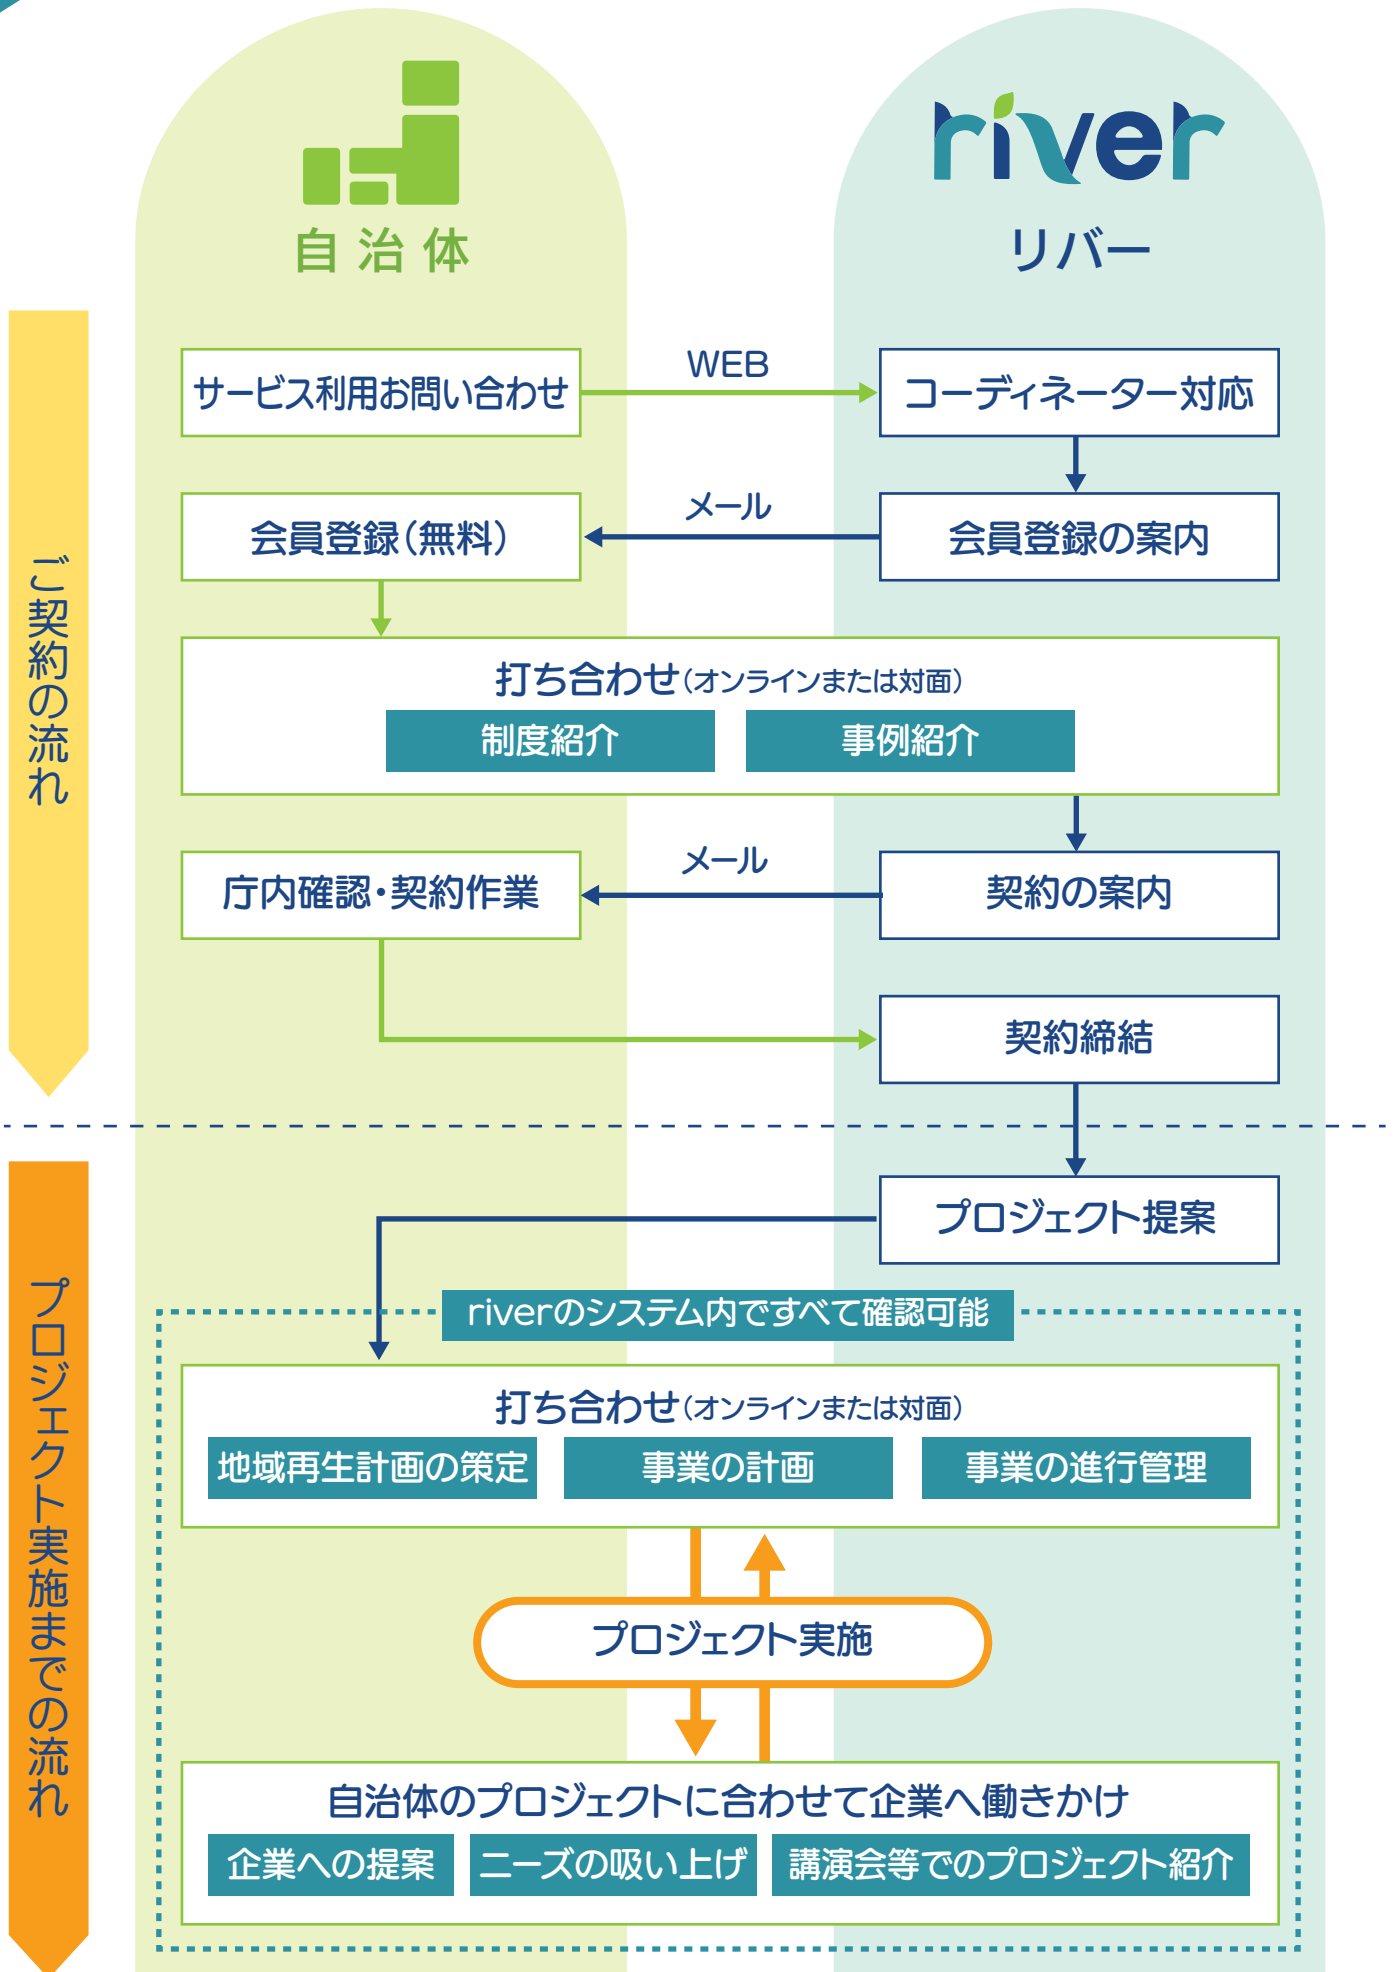 自治体
river
リバー
ご契約の流れ
サービス利用お問い合わせ
WEB
コーディネーター対応
会員登録(無料)
メール
会員登録の案内
打ち合わせ(オンラインまたは対面)
制度紹介
事例紹介
庁内確認・契約作業
メール
契約の案内
契約締結
プロジェクト実施までの流れ
プロジェクト提案
riverのシステム内ですべて確認可能
打ち合わせ(オンラインまたは対面)
地域再生計画の策定
事業の計画
事業の進行管理
プロジェクト実施
自治体のプロジェクトに合わせて企業へ働きかけ
企業への提案
ニーズの吸い上げ
講演会等でのプロジェクト紹介